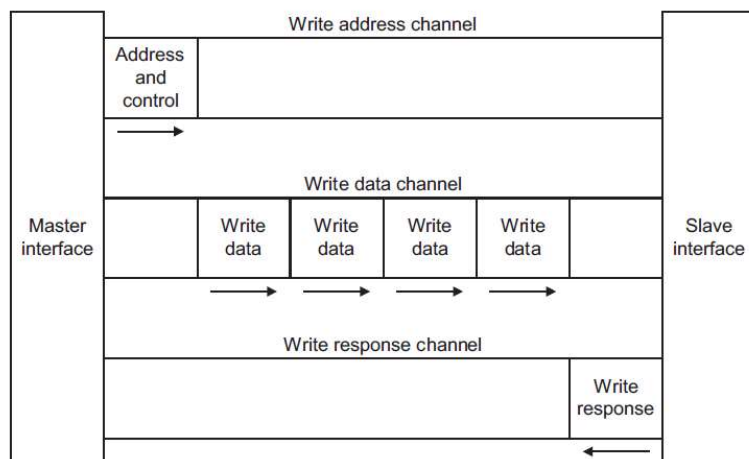 Write address channel
Address
and
control
Write data channel
Master
interface
Write
data
Write
data
Write
data
Write
data
Slave
interface
Write response channel
Write
response